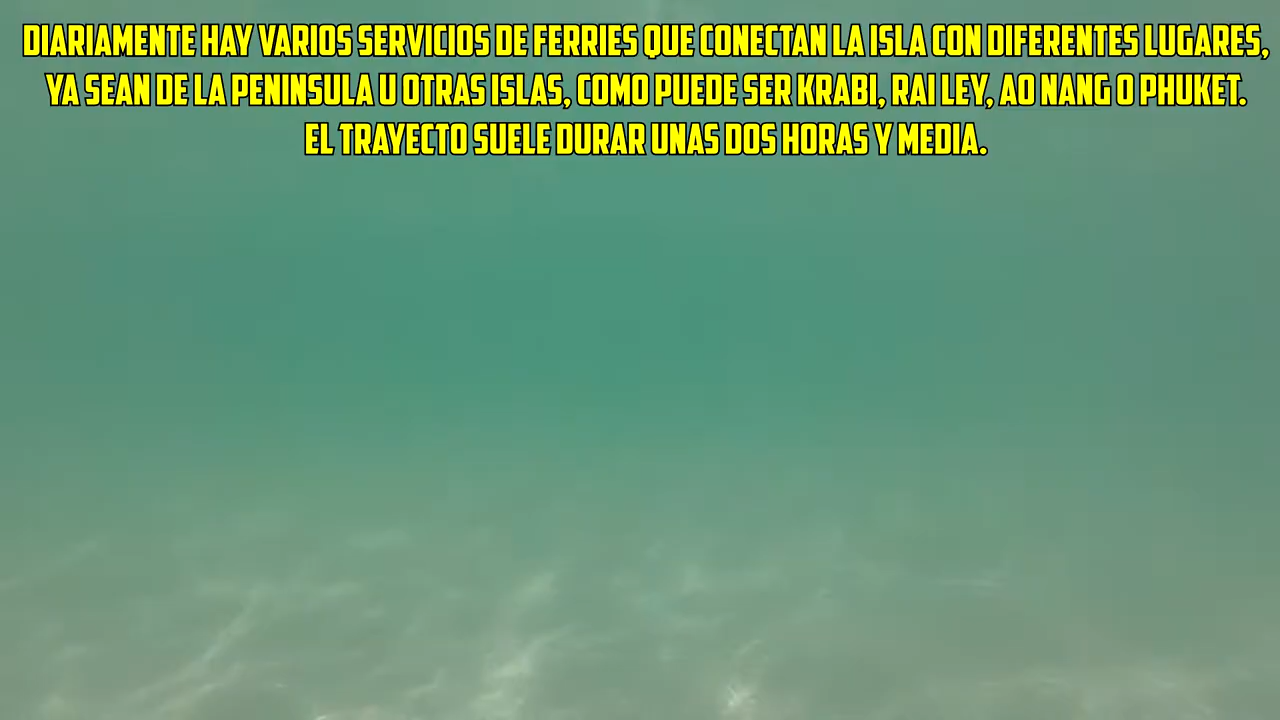 DIARIAMENTE HAY VARIOS SERVICIOS DE FERRIES QUE CONECTAN LA ISLA CON DIFERENTES LUGARES,
YA SEAN DE LA PENINSULA U OTRAS ISLAS, COMO PUEDE SER KRABI, RAI LEY, AO NANG O PHUKET.
EL TRAYECTO SUELE DURAR UNAS DOS HORAS Y MEDIA.